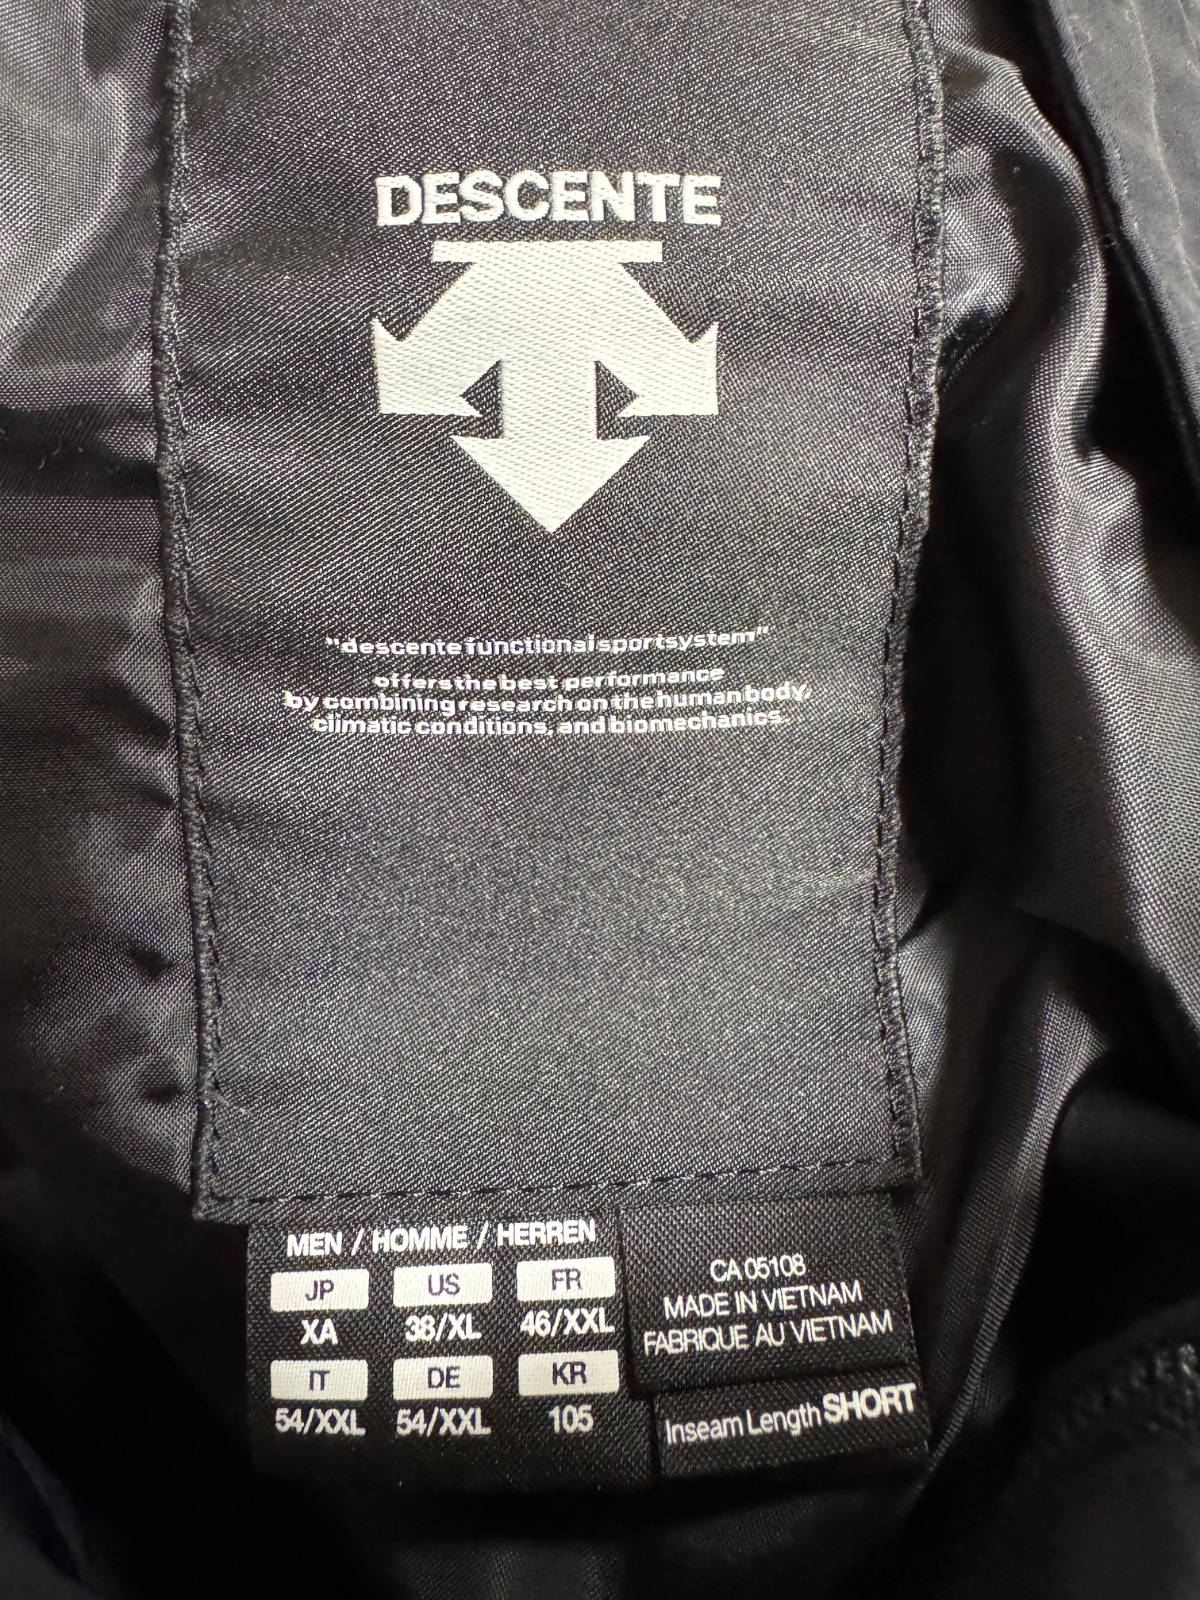 DESCENTE
"descente functional sportsystem"
offers the best performance
by combining research on the human body,
climatic conditions, and biomechanics.
MEN / HOMME / HERREN
JP US FR
XA 38/XL 46/XXL
IT DE KR
54/XXL 54/XXL 105
CA 05108
MADE IN VIETNAM
FABRIQUE AU VIETNAM
Inseam Length SHORT